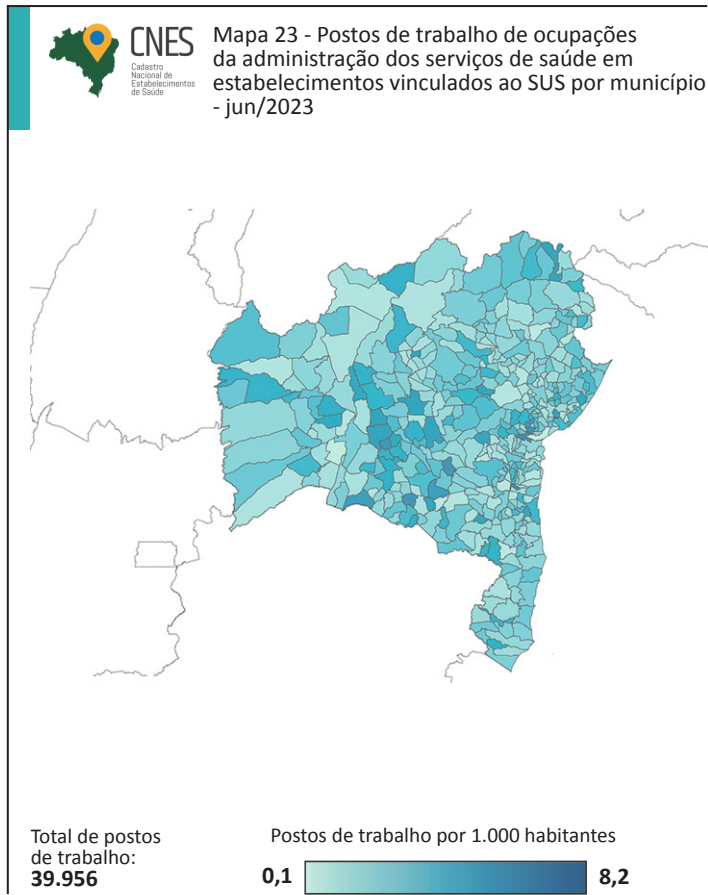 CNES
Cadastro
Nacional de
Estabelecimentos
de Saúde
Mapa 23 - Postos de trabalho de ocupações
da administração dos serviços de saúde em
estabelecimentos vinculados ao SUS por município
- jun/2023
Total de postos
de trabalho:
39.956
Postos de trabalho por 1.000 habitantes
0,1
8,2